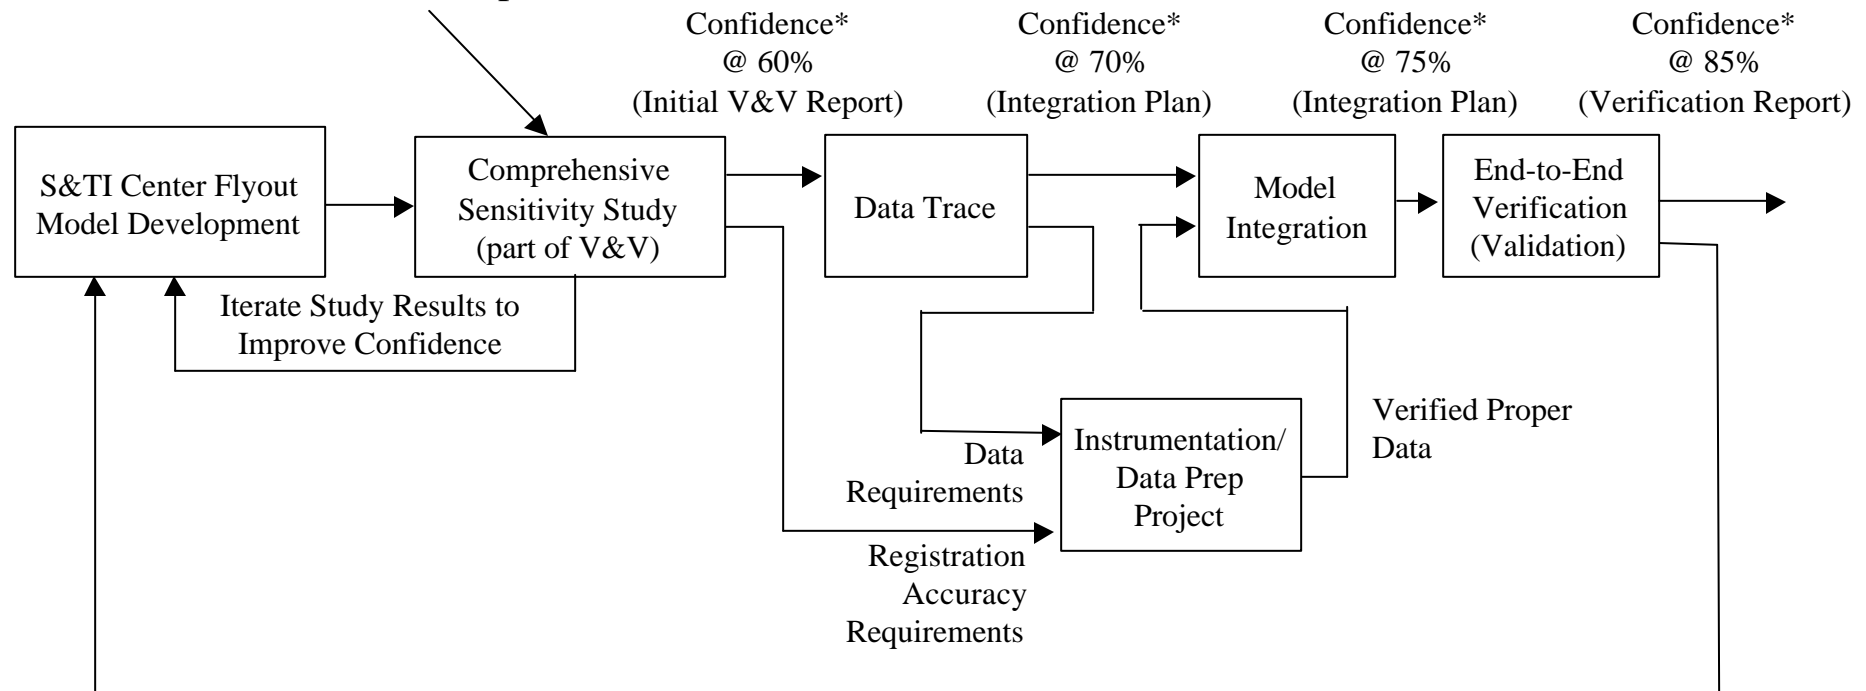 Confidence*
@ 60%
(Initial V&V Report)
Confidence*
@ 70%
(Integration Plan)
Confidence*
@ 75%
(Integration Plan)
Confidence*
@ 85%
(Verification Report)
S&TI Center Flyout
Model Development
Comprehensive
Sensitivity Study
(part of V&V)
Data Trace
Model
Integration
End-to-End
Verification
(Validation)
Iterate Study Results to
Improve Confidence
Data
Requirements
Instrumentation/
Data Prep
Project
Verified Proper
Data
Registration
Accuracy
Requirements